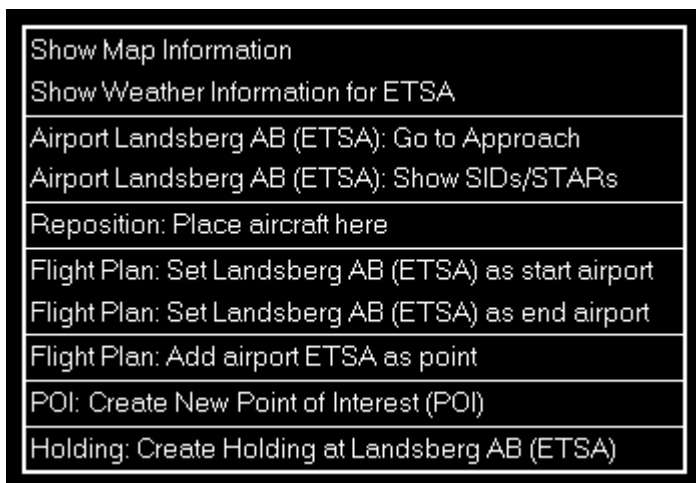 Show Map Information
Show Weather Information for ETSA
Airport Landsberg AB (ETSA): Go to Approach
Airport Landsberg AB (ETSA): Show SIDs/STARs
Reposition: Place aircraft here
Flight Plan: Set Landsberg AB (ETSA) as start airport
Flight Plan: Set Landsberg AB (ETSA) as end airport
Flight Plan: Add airport ETSA as point
POI: Create New Point of Interest (POI)
Holding: Create Holding at Landsberg AB (ETSA)